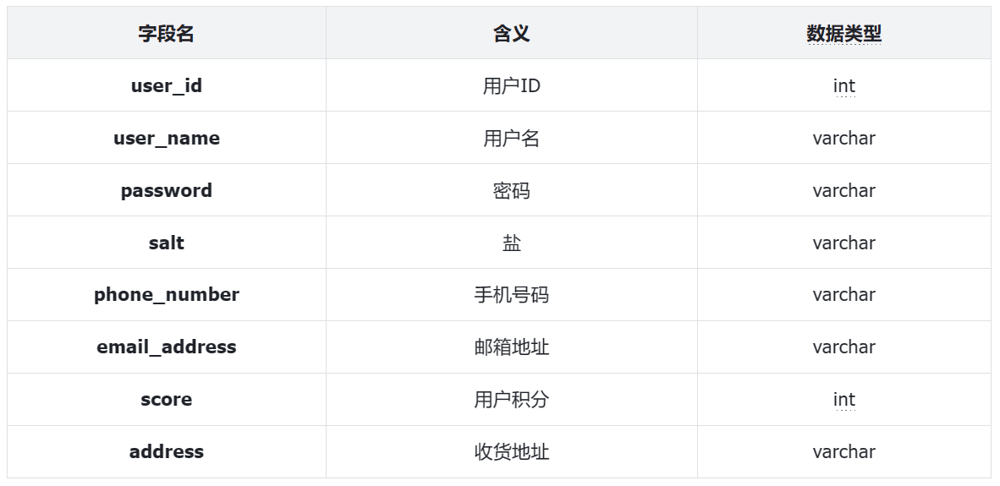 字段名 含义 数据类型
user_id 用户ID int
user_name 用户名 varchar
password 密码 varchar
salt 盐 varchar
phone_number 手机号码 varchar
email_address 邮箱地址 varchar
score 用户积分 int
address 收货地址 varchar